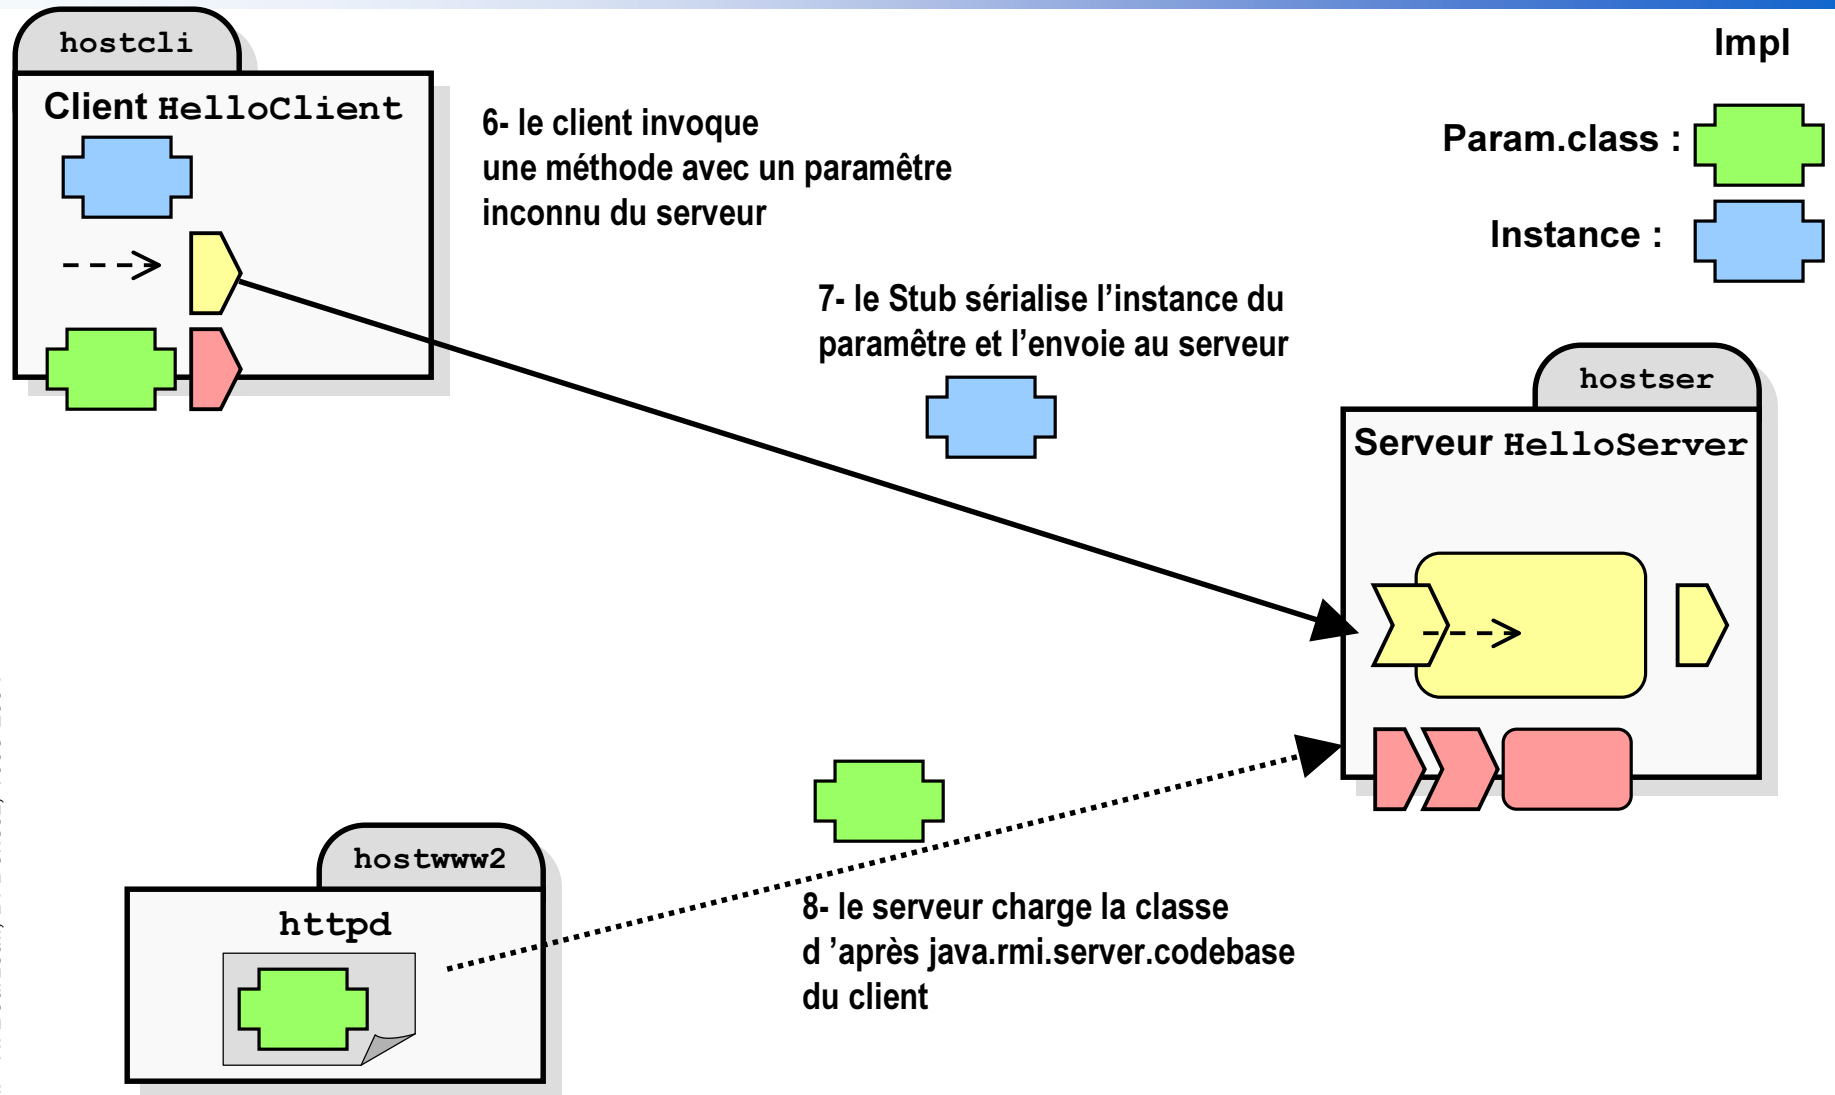 hostcli
Client HelloClient
6- le client invoque
une méthode avec un paramêtre
inconnu du serveur
Impl
Param.class :
Instance :
7- le Stub sérialise l’instance du
paramêtre et l’envoie au serveur
hostser
Serveur HelloServer
hostwww2
httpd
8- le serveur charge la classe
d ’après java.rmi.server.codebase
du client